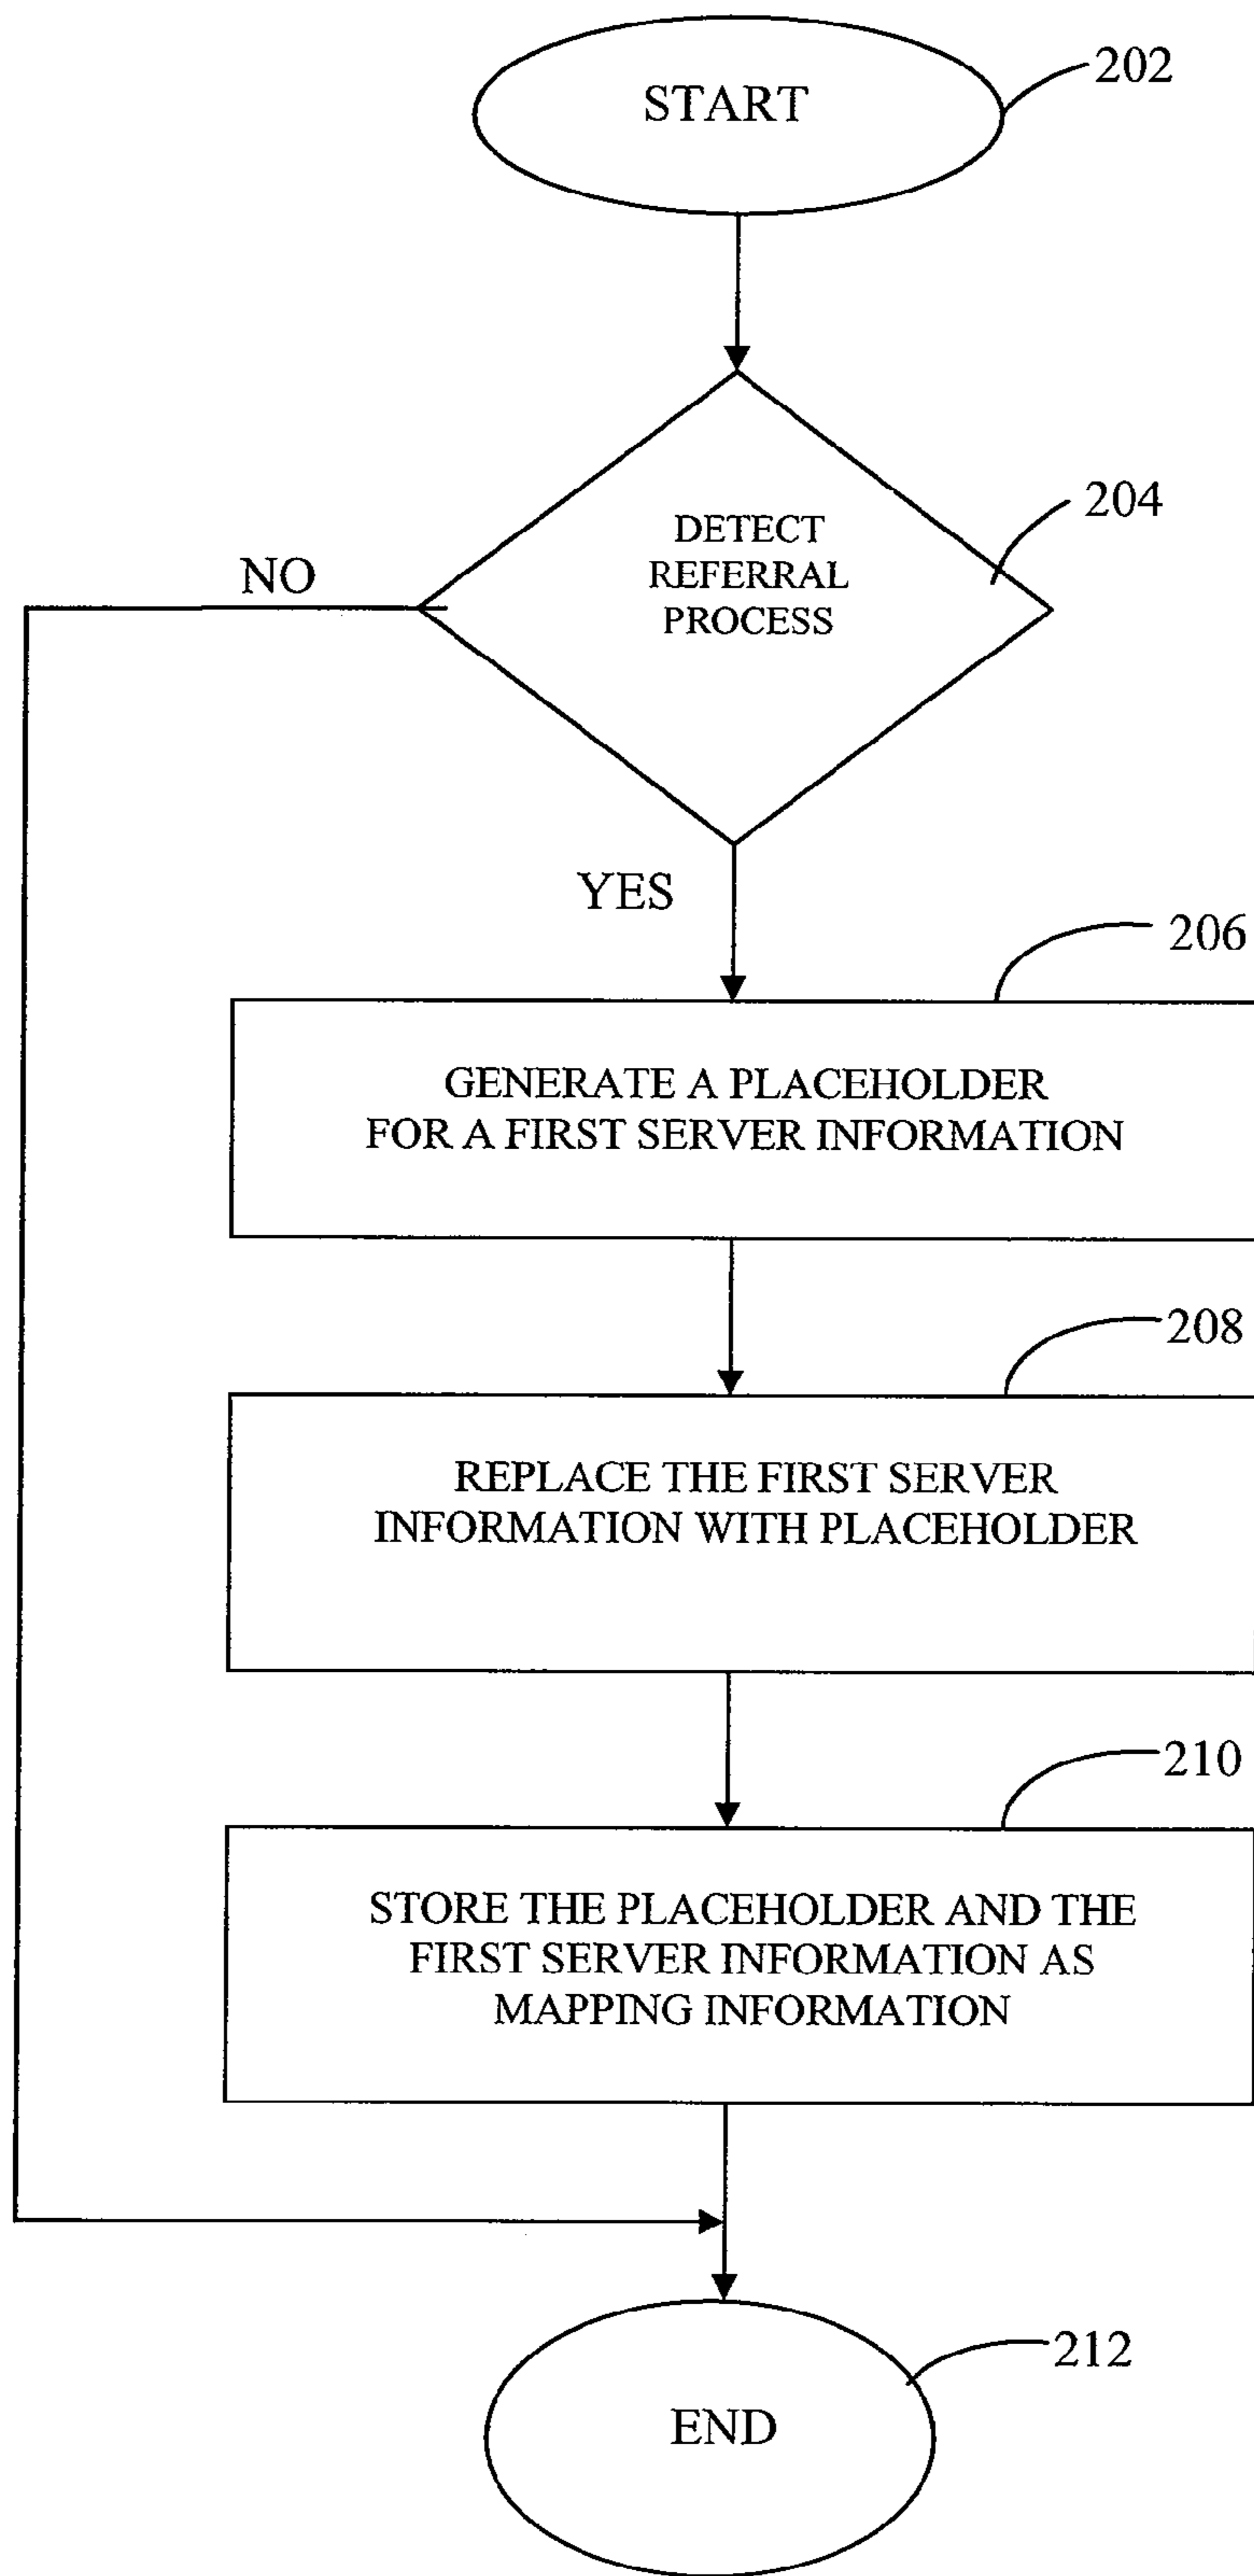 START
202
DETECT
REFERRAL
PROCESS
204
NO
YES
206
GENERATE A PLACEHOLDER
FOR A FIRST SERVER INFORMATION
208
REPLACE THE FIRST SERVER
INFORMATION WITH PLACEHOLDER
210
STORE THE PLACEHOLDER AND THE
FIRST SERVER INFORMATION AS
MAPPING INFORMATION
212
END